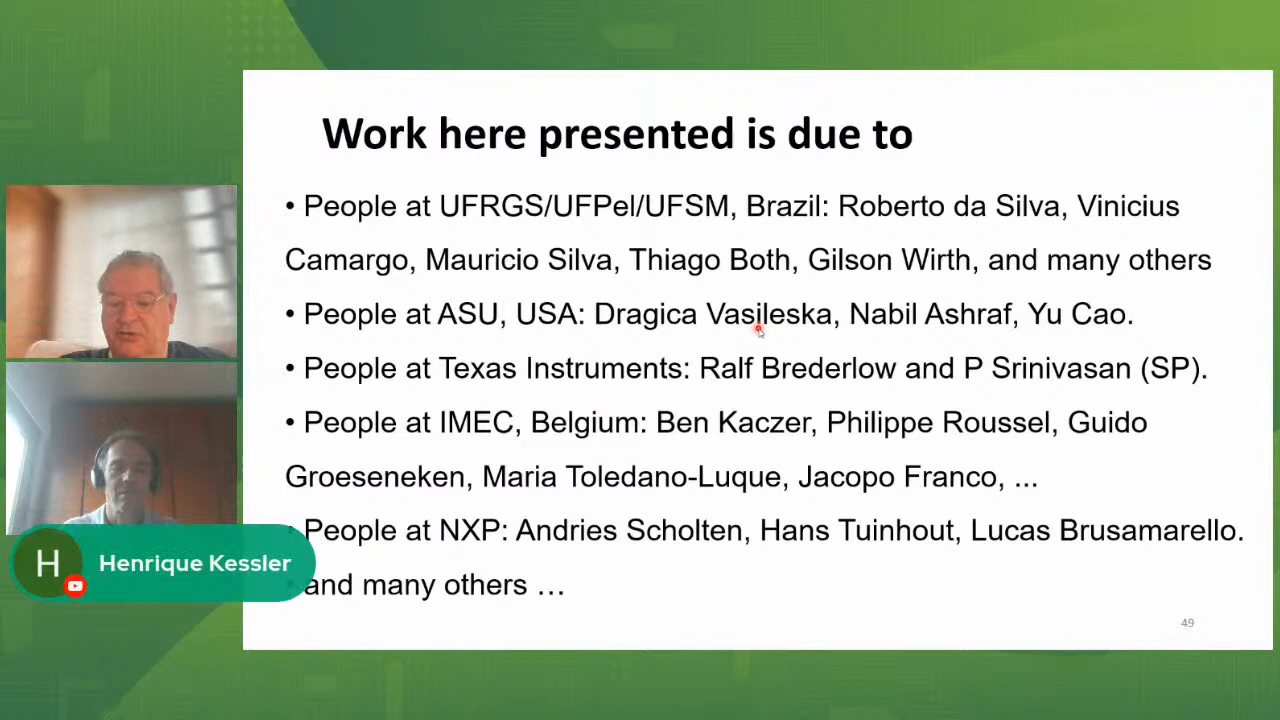 Work here presented is due to
• People at UFRGS/UFPel/UFSM, Brazil: Roberto da Silva, Vinicius
Camargo, Mauricio Silva, Thiago Both, Gilson Wirth, and many others
• People at ASU, USA: Dragica Vasileska, Nabil Ashraf, Yu Cao.
• People at Texas Instruments: Ralf Brederlow and P Srinivasan (SP).
• People at IMEC, Belgium: Ben Kaczer, Philippe Roussel, Guido
Groeseneken, Maria Toledano-Luque, Jacopo Franco, ...
• People at NXP: Andries Scholten, Hans Tuinhout, Lucas Brusamarello.
• and many others …
49
H
Henrique Kessler